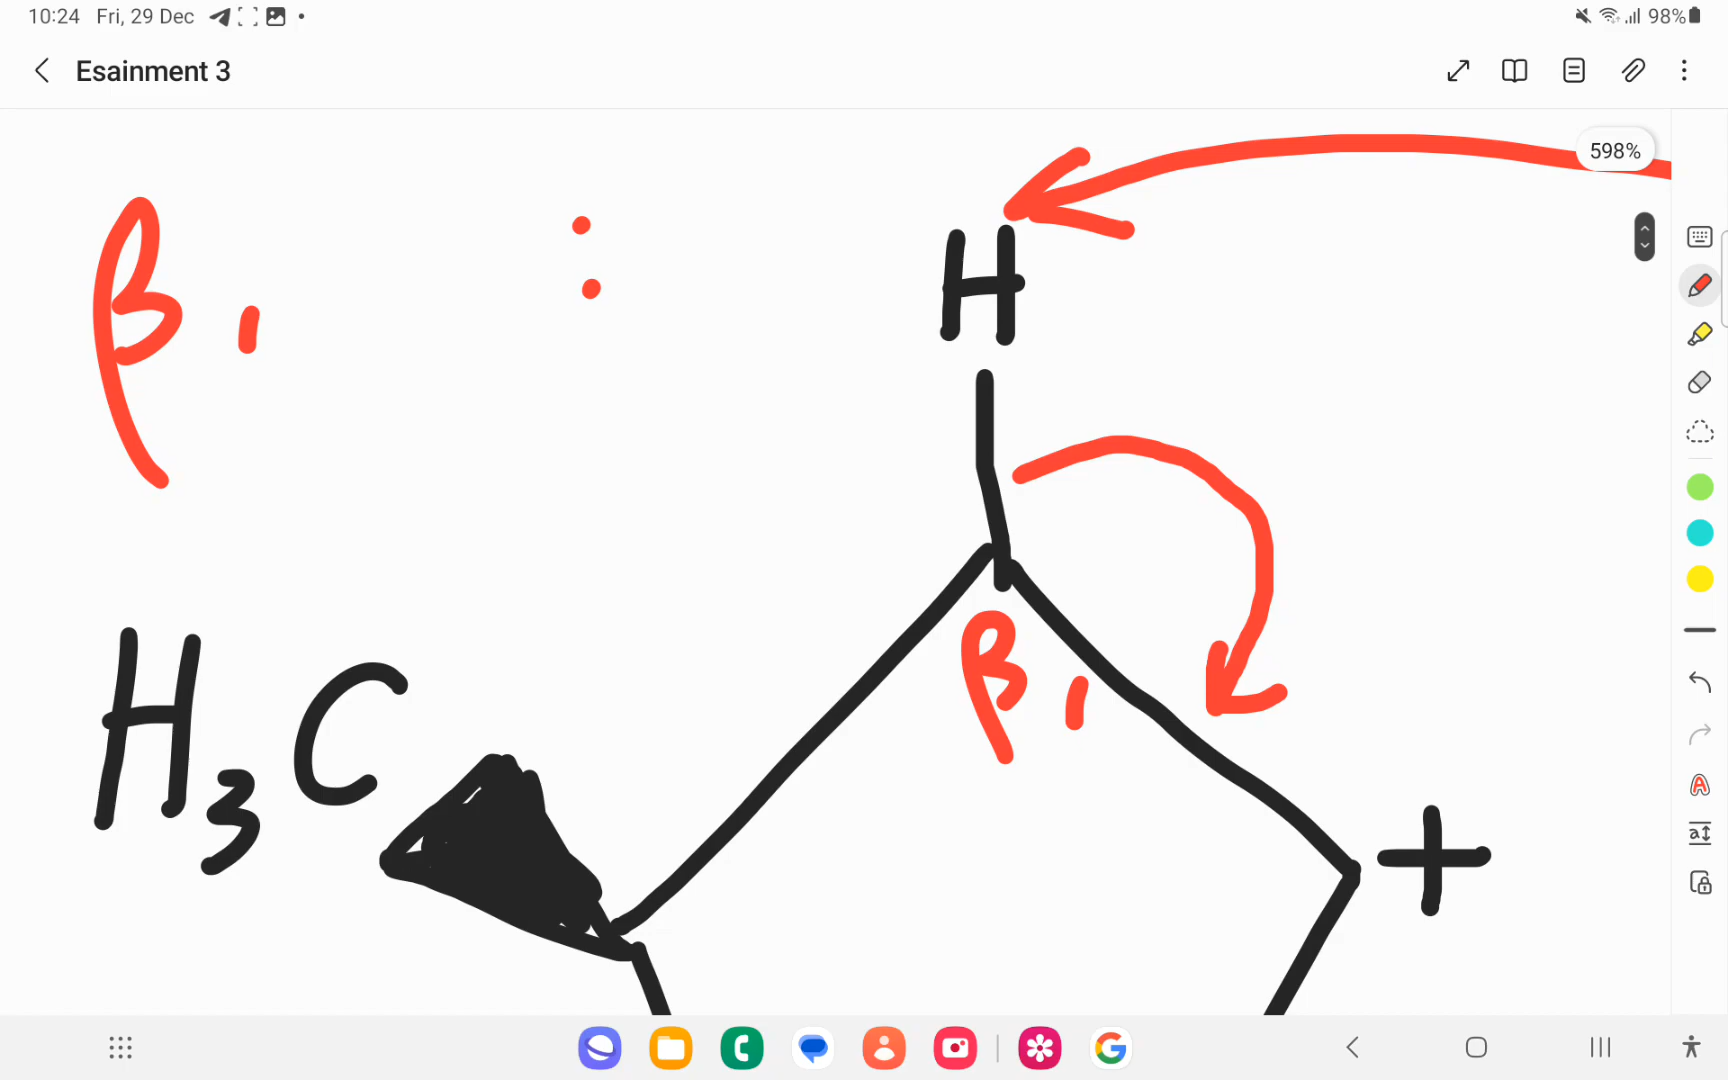 10:24 Fri, 29 Dec 98%
Esainment 3
598%
β1 :
H
β1
H3C
+